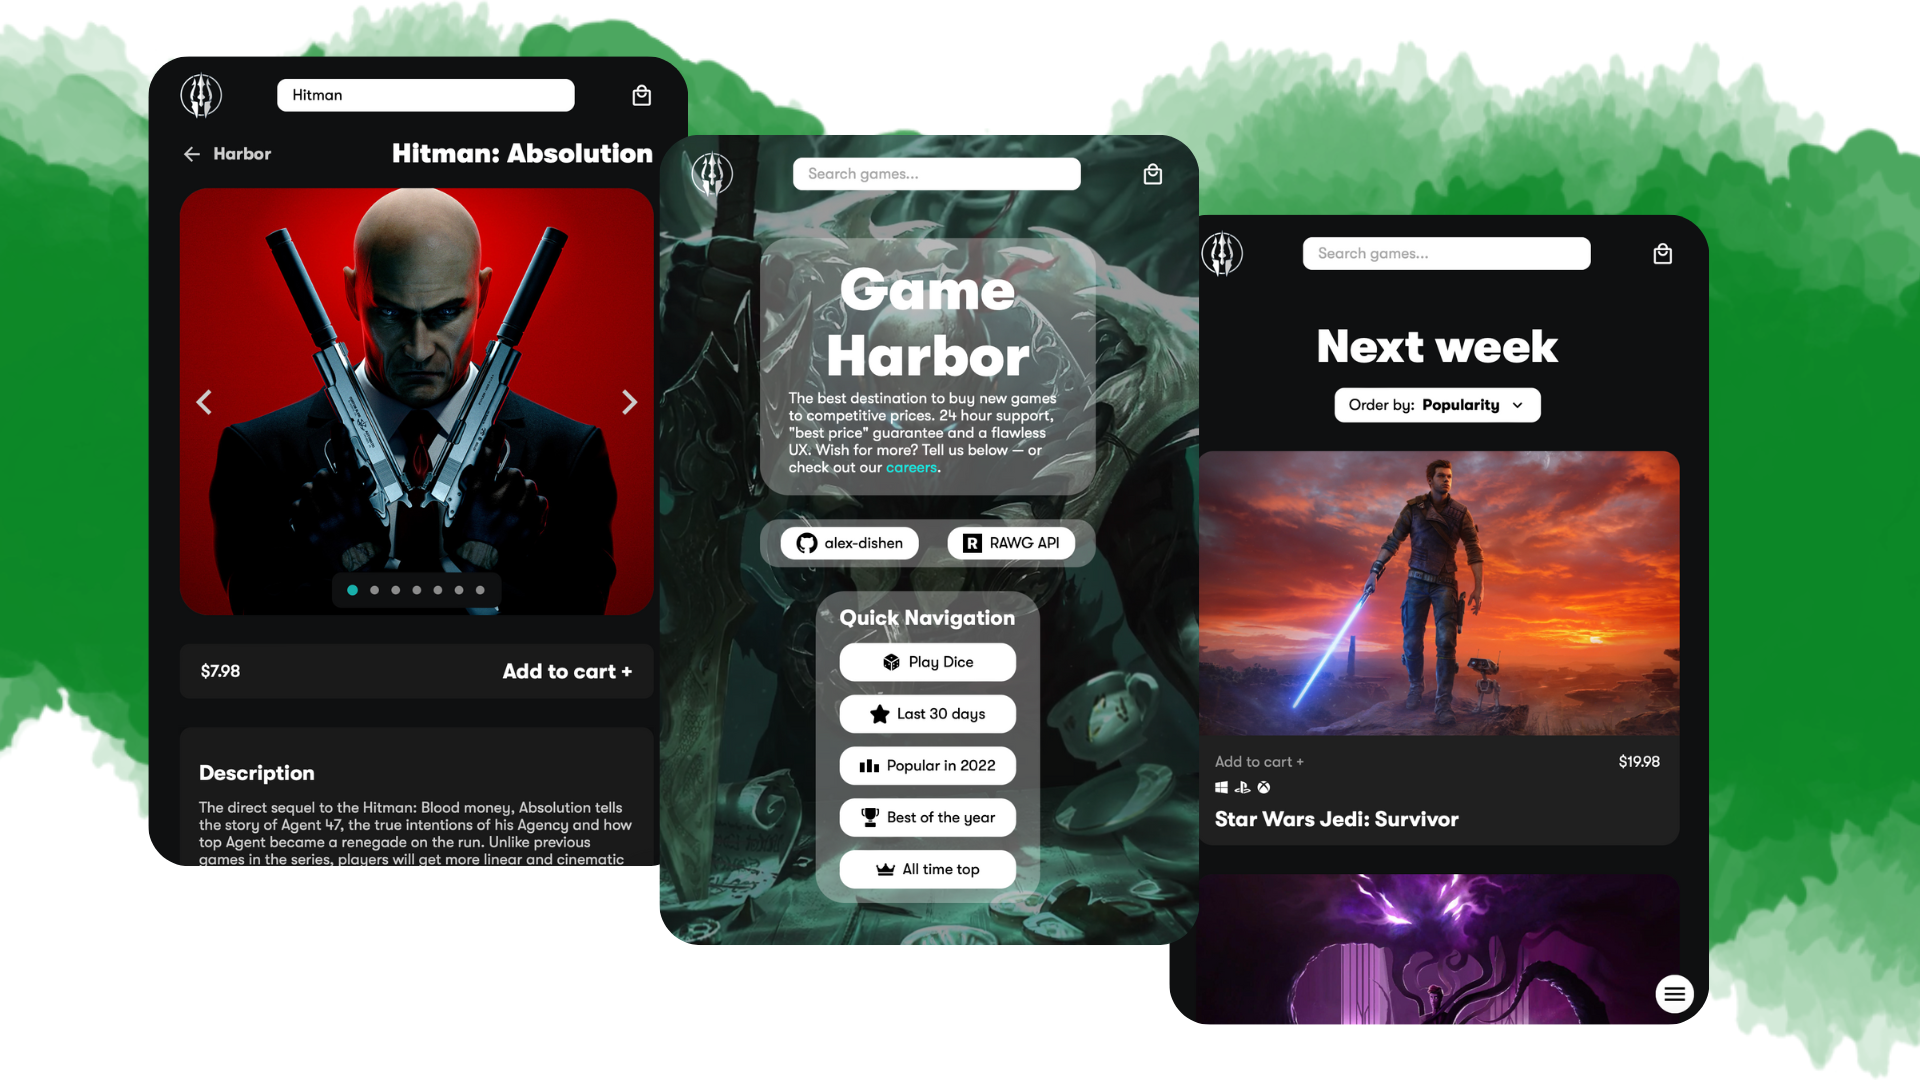 Hitman
Harbor
Hitman: Absolution
$7.98
Add to cart +
Description
The direct sequel to the Hitman: Blood money, Absolution tells
the story of Agent 47, the true intentions of his Agency and how
top Agent became a renegade on the run. Unlike previous
games in the series, players will get more linear and cinematic
Search games...
Game
Harbor
The best destination to buy new games
to competitive prices. 24 hour support,
"best price" guarantee and a flawless
UX. Wish for more? Tell us below — or
check out our careers.
alex-dishen
R RAWG API
Quick Navigation
Play Dice
Last 30 days
Popular in 2022
Best of the year
All time top
Search games...
Next week
Order by: Popularity
Add to cart +
$19.98
Star Wars Jedi: Survivor